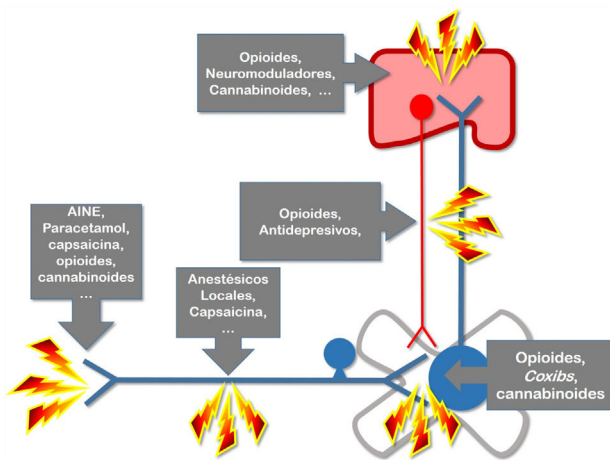 Opioides,
Neuromoduladores,
Cannabinoides, ...
Opioides,
Antidepresivos,
AINE,
Paracetamol,
capsaicina,
opioides,
cannabinoides
...
Anestésicos
Locales,
Capsaicina,
...
Opioides,
Coxibs,
cannabinoides